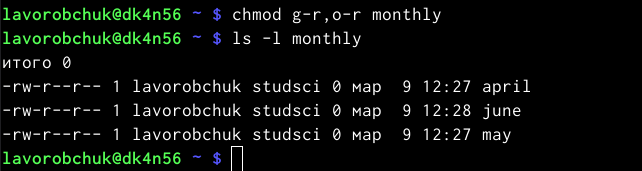 lavorobchuk@dk4n56 ~ $ chmod g-r,o-r monthly
lavorobchuk@dk4n56 ~ $ ls -l monthly
итого 0
-rw-r--r-- 1 lavorobchuk studsci 0 мар  9 12:27 april
-rw-r--r-- 1 lavorobchuk studsci 0 мар  9 12:28 june
-rw-r--r-- 1 lavorobchuk studsci 0 мар  9 12:27 may
lavorobchuk@dk4n56 ~ $